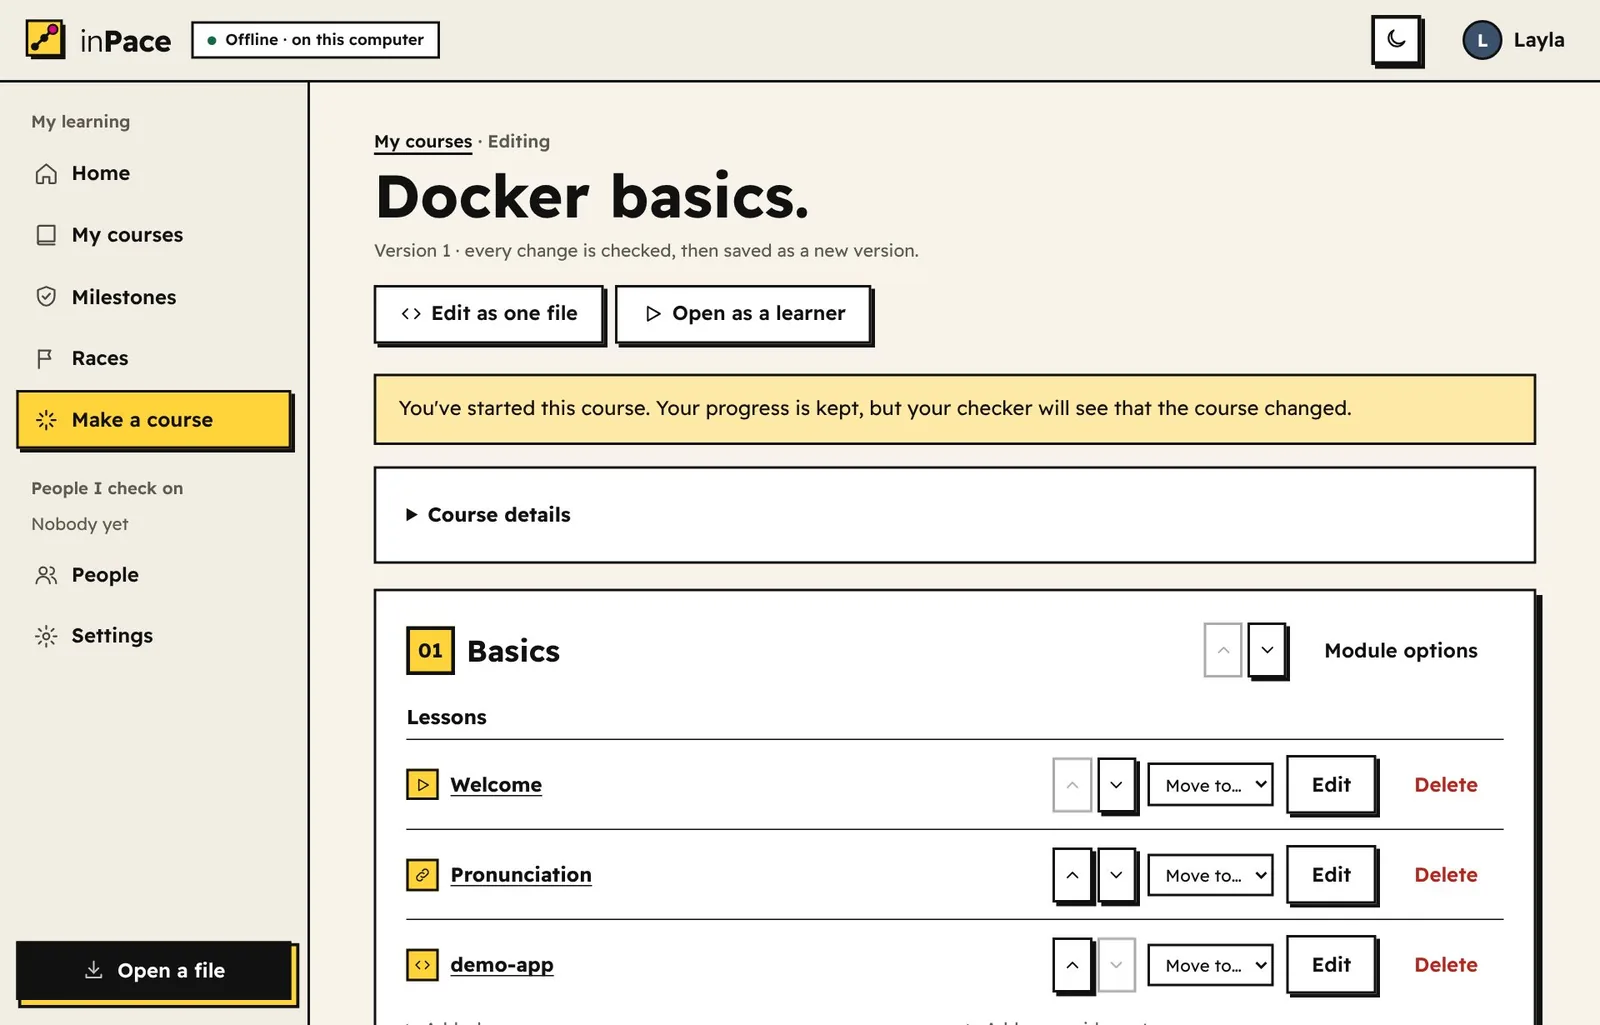 inPace
Offline · on this computer
L
Layla
My learning
Home
My courses
Milestones
Races
Make a course
People I check on
Nobody yet
People
Settings
Open a file
My courses · Editing
Docker basics.
Version 1 · every change is checked, then saved as a new version.
Edit as one file
Open as a learner
You've started this course. Your progress is kept, but your checker will see that the course changed.
Course details
01 Basics
Module options
Lessons
Welcome
Move to...
Edit
Delete
Pronunciation
Move to...
Edit
Delete
demo-app
Move to...
Edit
Delete